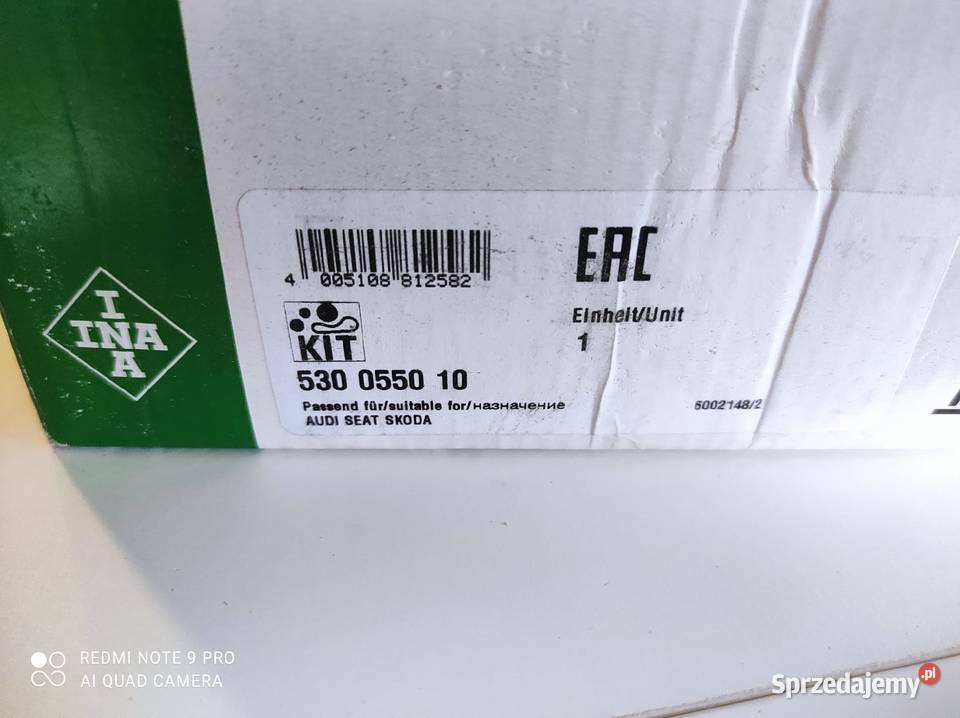 I
INA
A
4 005108 812582
EAC
Einheit/Unit
1
KIT
530 0550 10
Passend für/suitable for/назначение
AUDI SEAT SKODA
6002148/2
REDMI NOTE 9 PRO
AI QUAD CAMERA
Sprzedajemy.pl